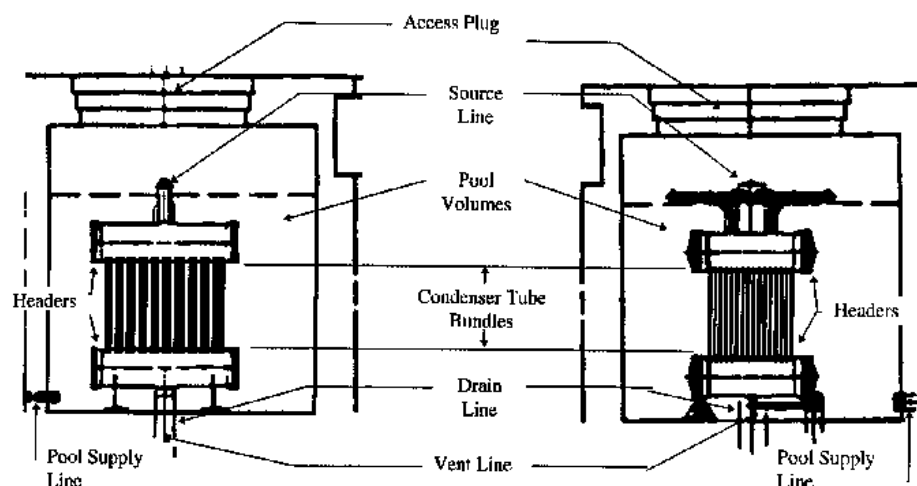 Access Plug
Source
Line
Pool
Volumes
Headers
Condenser Tube
Bundles
Headers
Drain
Line
Vent Line
Pool Supply
Line
Pool Supply
Line